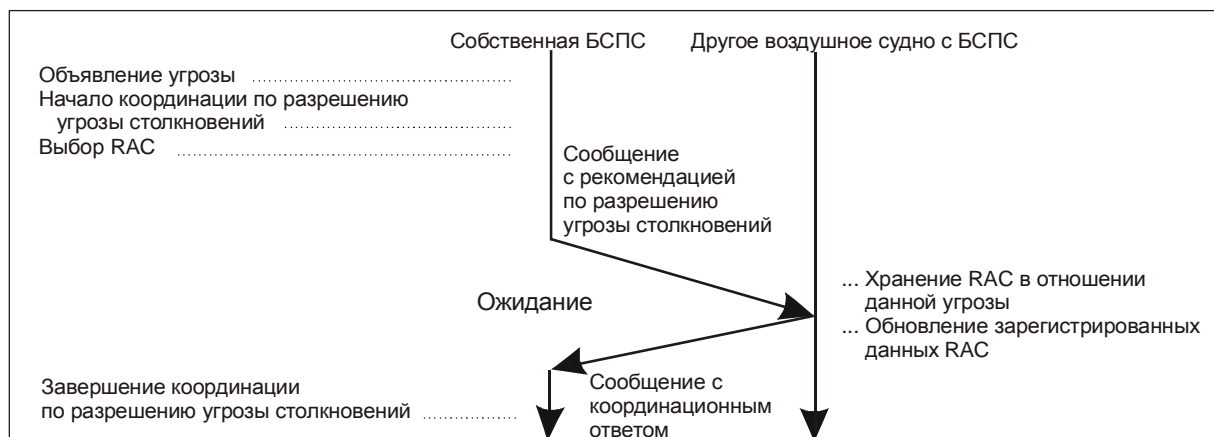 Собственная БСПС
Другое воздушное судно с БСПС
Объявление угрозы
Начало координации по разрешению
угрозы столкновений
Выбор RAC
Сообщение
с рекомендацией
по разрешению
угрозы столкновений
Ожидание
... Хранение RAC в отношении
данной угрозы
... Обновление зарегистрированных
данных RAC
Завершение координации
по разрешению угрозы столкновений
Сообщение с
координационным
ответом